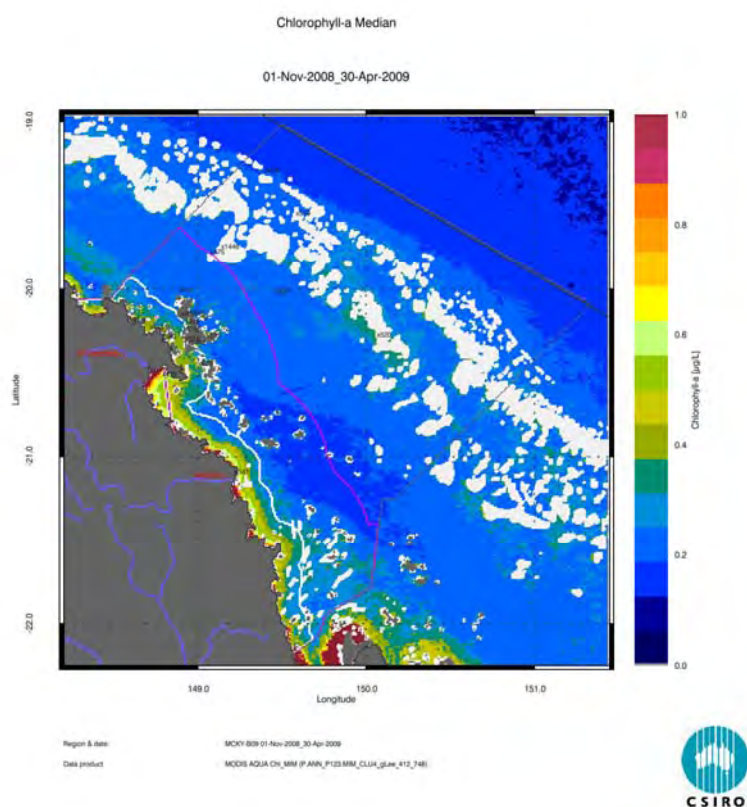 Chlorophyll-a Median
01-Nov-2008_30-Apr-2009
-19.0
-20.0
-21.0
-22.0
Latitude
149.0
150.0
151.0
Longitude
1.0
0.8
0.6
0.4
0.2
0.0
Chlorophyll-a [µg/L]
Region & date:
MCKY-B09 01-Nov-2008_30-Apr-2009
Data product
MODIS AQUA Chl_MIM (P.ANN_P123.MIM_CLU4_gLee_412_748)
CSIRO